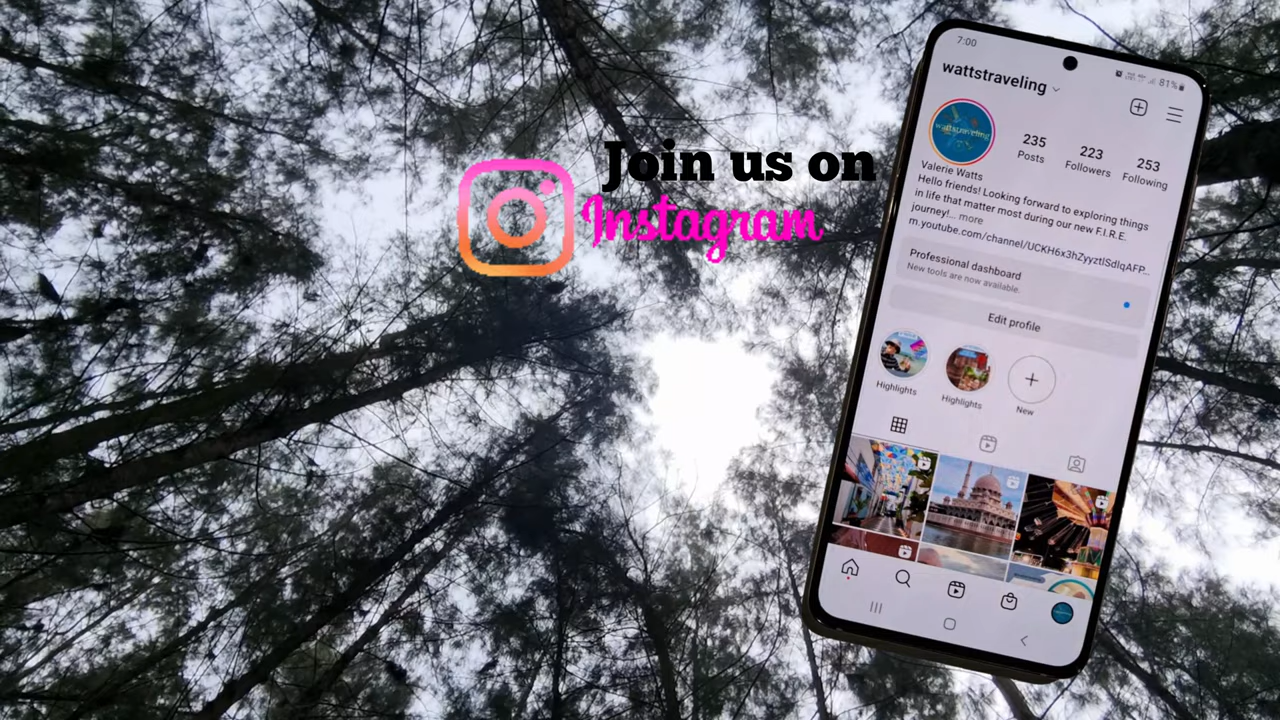 Join us on
Instagram
7:00
81%
wattstraveling
wattstraveling
235
Posts
223
Followers
253
Following
Valerie Watts
Hello friends! Looking forward to exploring things
in life that matter most during our new F.I.R.E.
journey!... more
Professional dashboard
New tools are now available.
Edit profile
Highlights
Highlights
New